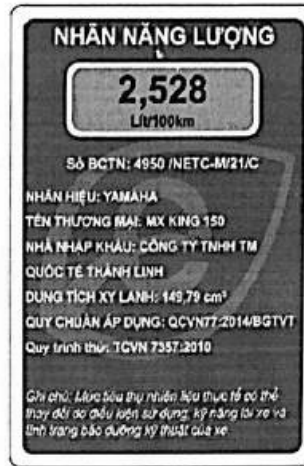 NHÃN NĂNG LƯỢNG
2,528
Lít/100km
Số BCTN: 4950 /NETC-M/21/C
NHÃN HIỆU: YAMAHA
TÊN THƯƠNG MẠI: MX KING 150
NHÀ NHẬP KHẨU: CÔNG TY TNHH TM
QUỐC TẾ THÀNH LINH
DUNG TÍCH XY LANH: 149,79 cm³
QUY CHUẨN ÁP DỤNG: QCVN77:2014/BGTVT
Quy trình thử: TCVN 7357:2010
Ghi chú: Mức tiêu thụ nhiên liệu thực tế có thể
thay đổi do điều kiện sử dụng, kỹ năng lái xe và
tình trạng bảo dưỡng kỹ thuật của xe.